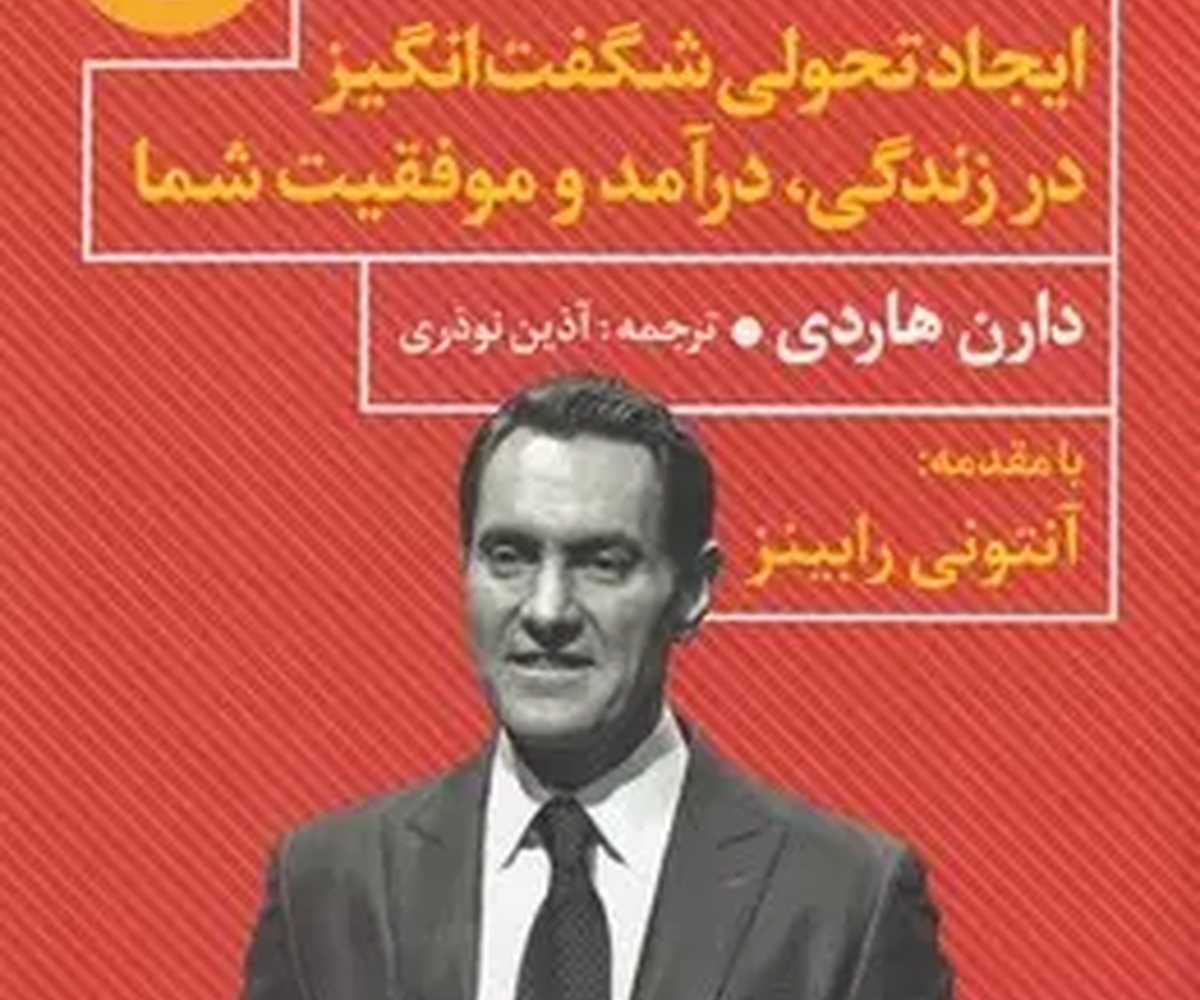 ایجاد تحولی شگفت‌انگیز
در زندگی، درآمد و موفقیت شما
دارن هاردی • ترجمه: آذین نوذری
با مقدمه:
آنتونی رابینز